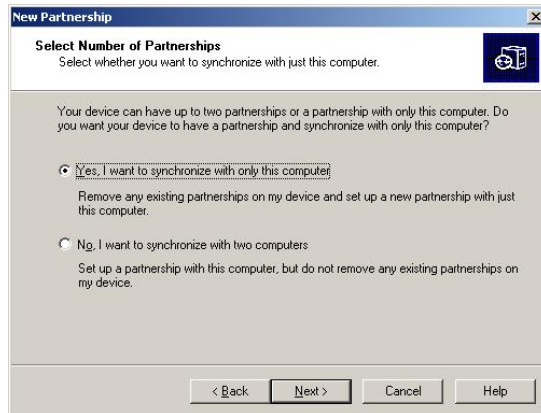 New Partnership
Select Number of Partnerships
Select whether you want to synchronize with just this computer.
Your device can have up to two partnerships or a partnership with only this computer. Do
you want your device to have a partnership and synchronize with only this computer?
Yes, I want to synchronize with only this computer
Remove any existing partnerships on my device and set up a new partnership with just
this computer.
No, I want to synchronize with two computers
Set up a partnership with this computer, but do not remove any existing partnerships on
my device.
< Back Next > Cancel Help